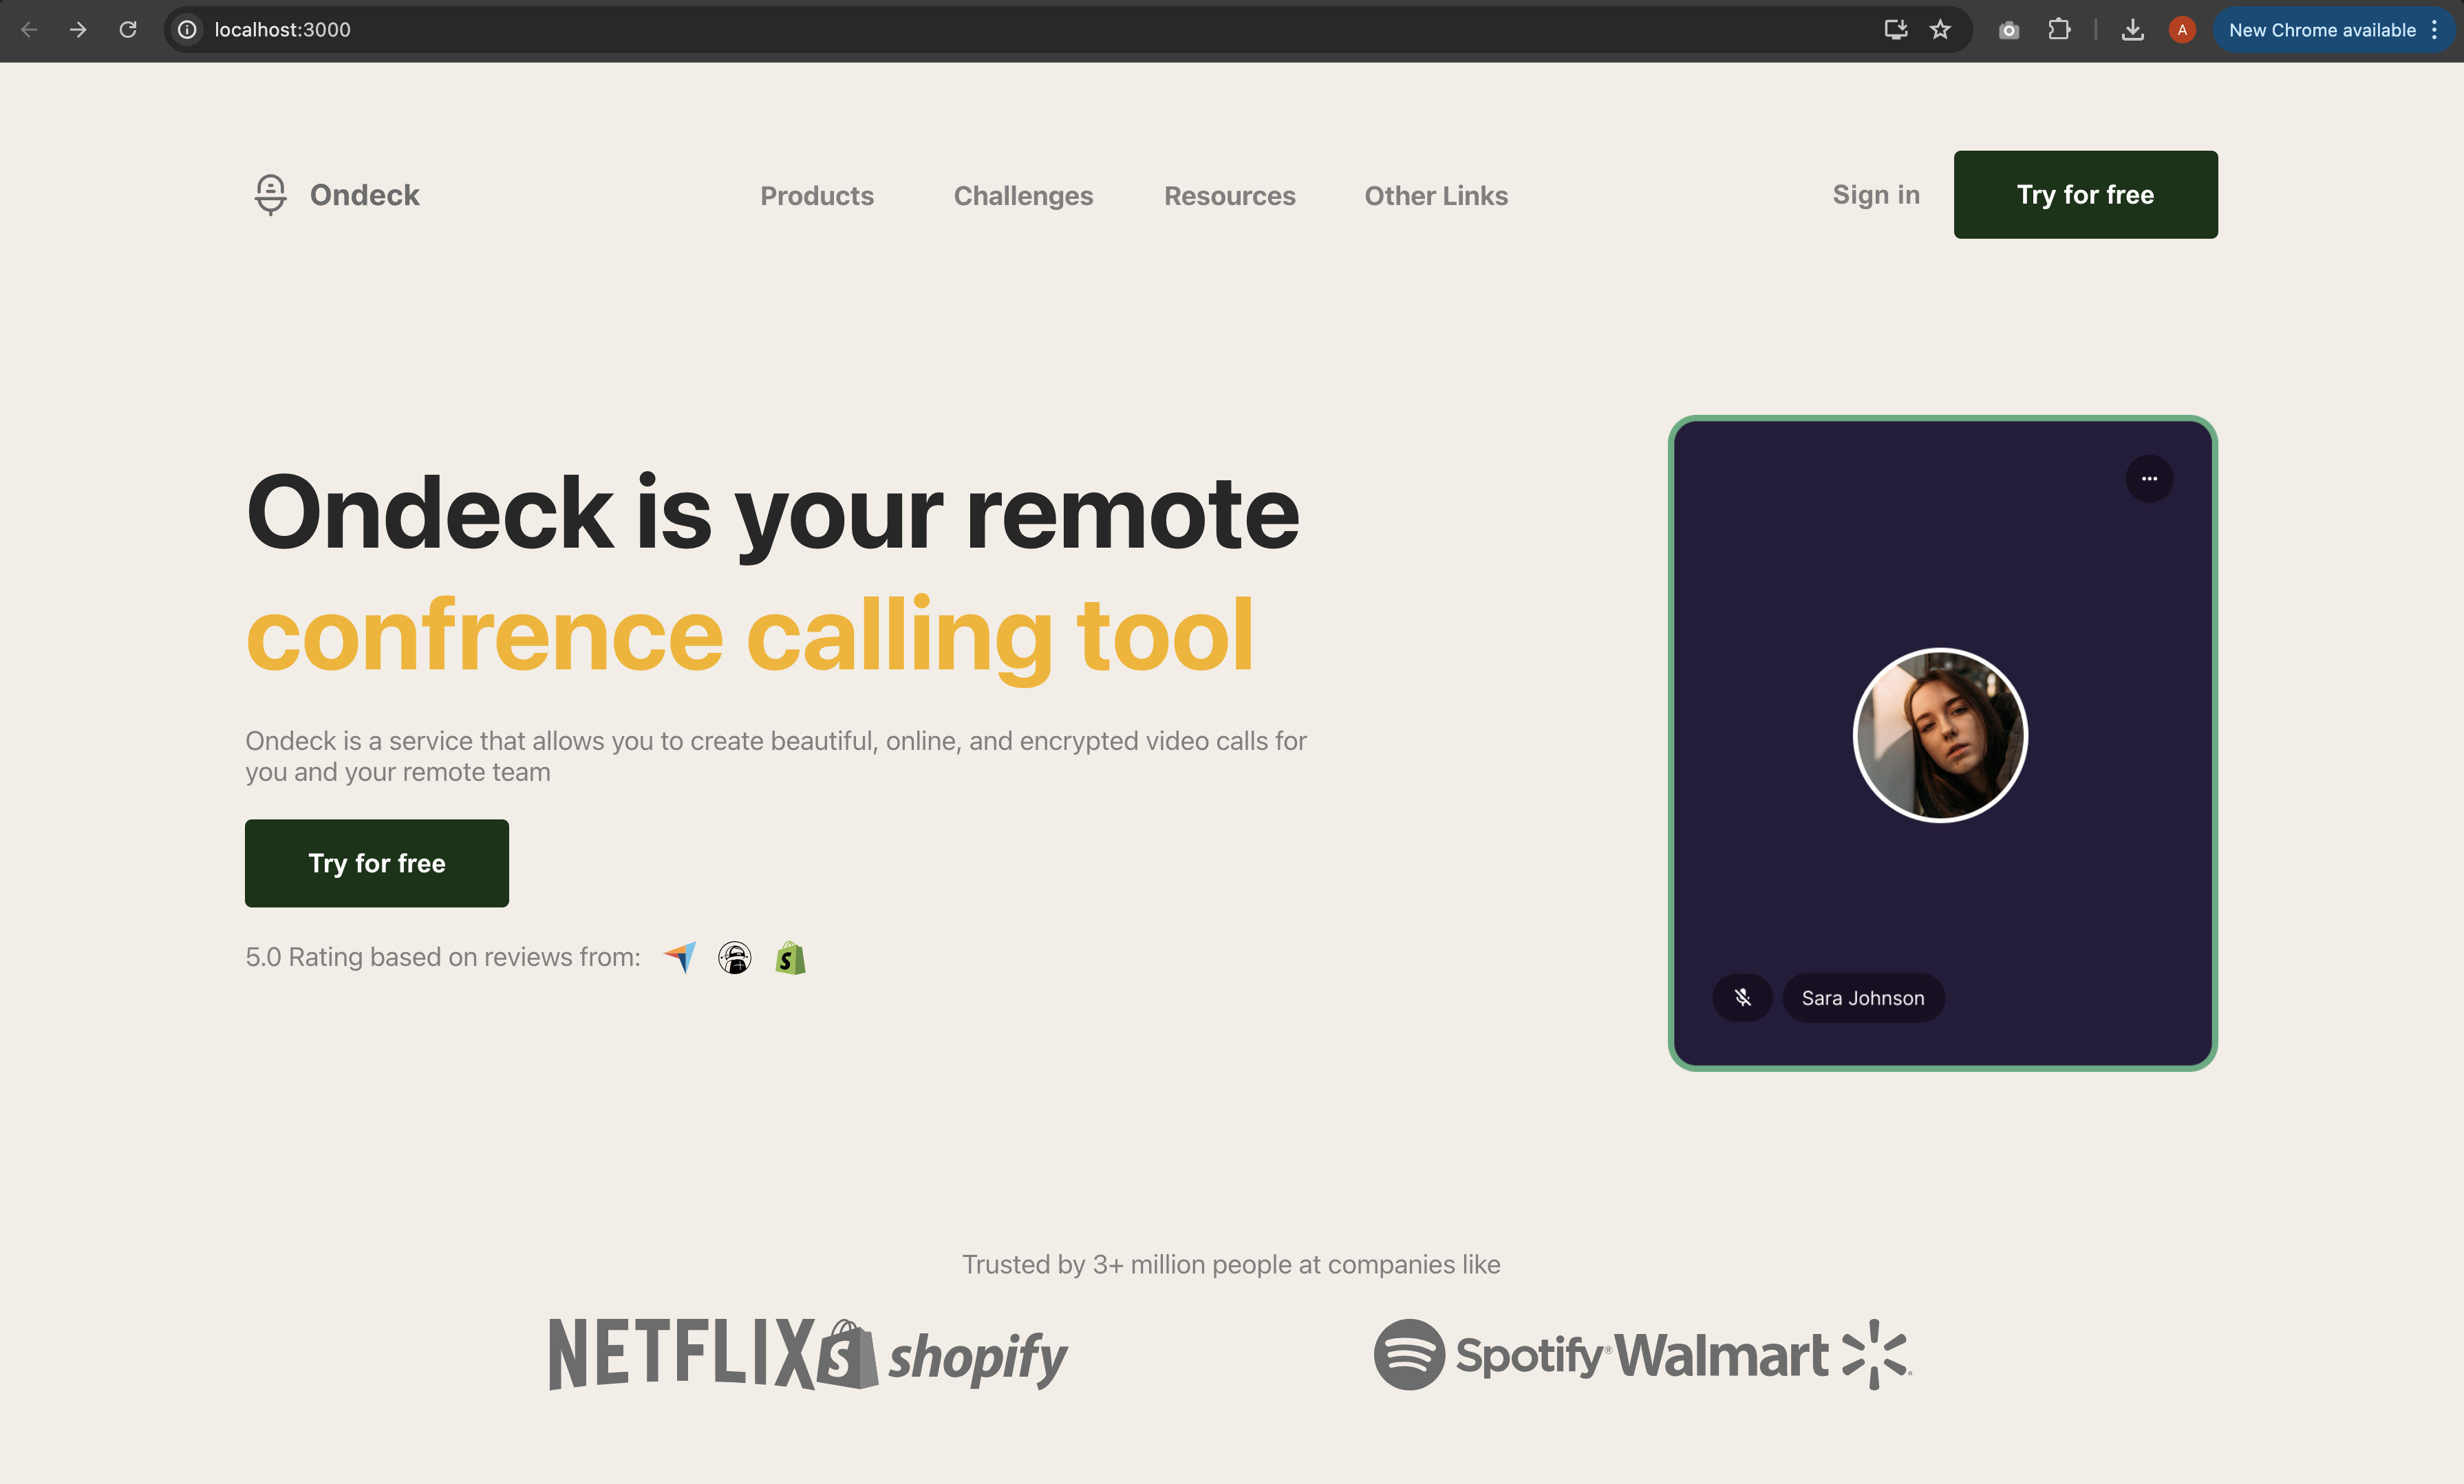 localhost:3000
A
New Chrome available
Ondeck
Products
Challenges
Resources
Other Links
Sign in
Try for free
Ondeck is your remote
confrence calling tool
Ondeck is a service that allows you to create beautiful, online, and encrypted video calls for
you and your remote team
Try for free
5.0 Rating based on reviews from:
S
Sara Johnson
Trusted by 3+ million people at companies like
NETFLIX
S shopify
Spotify®
Walmart